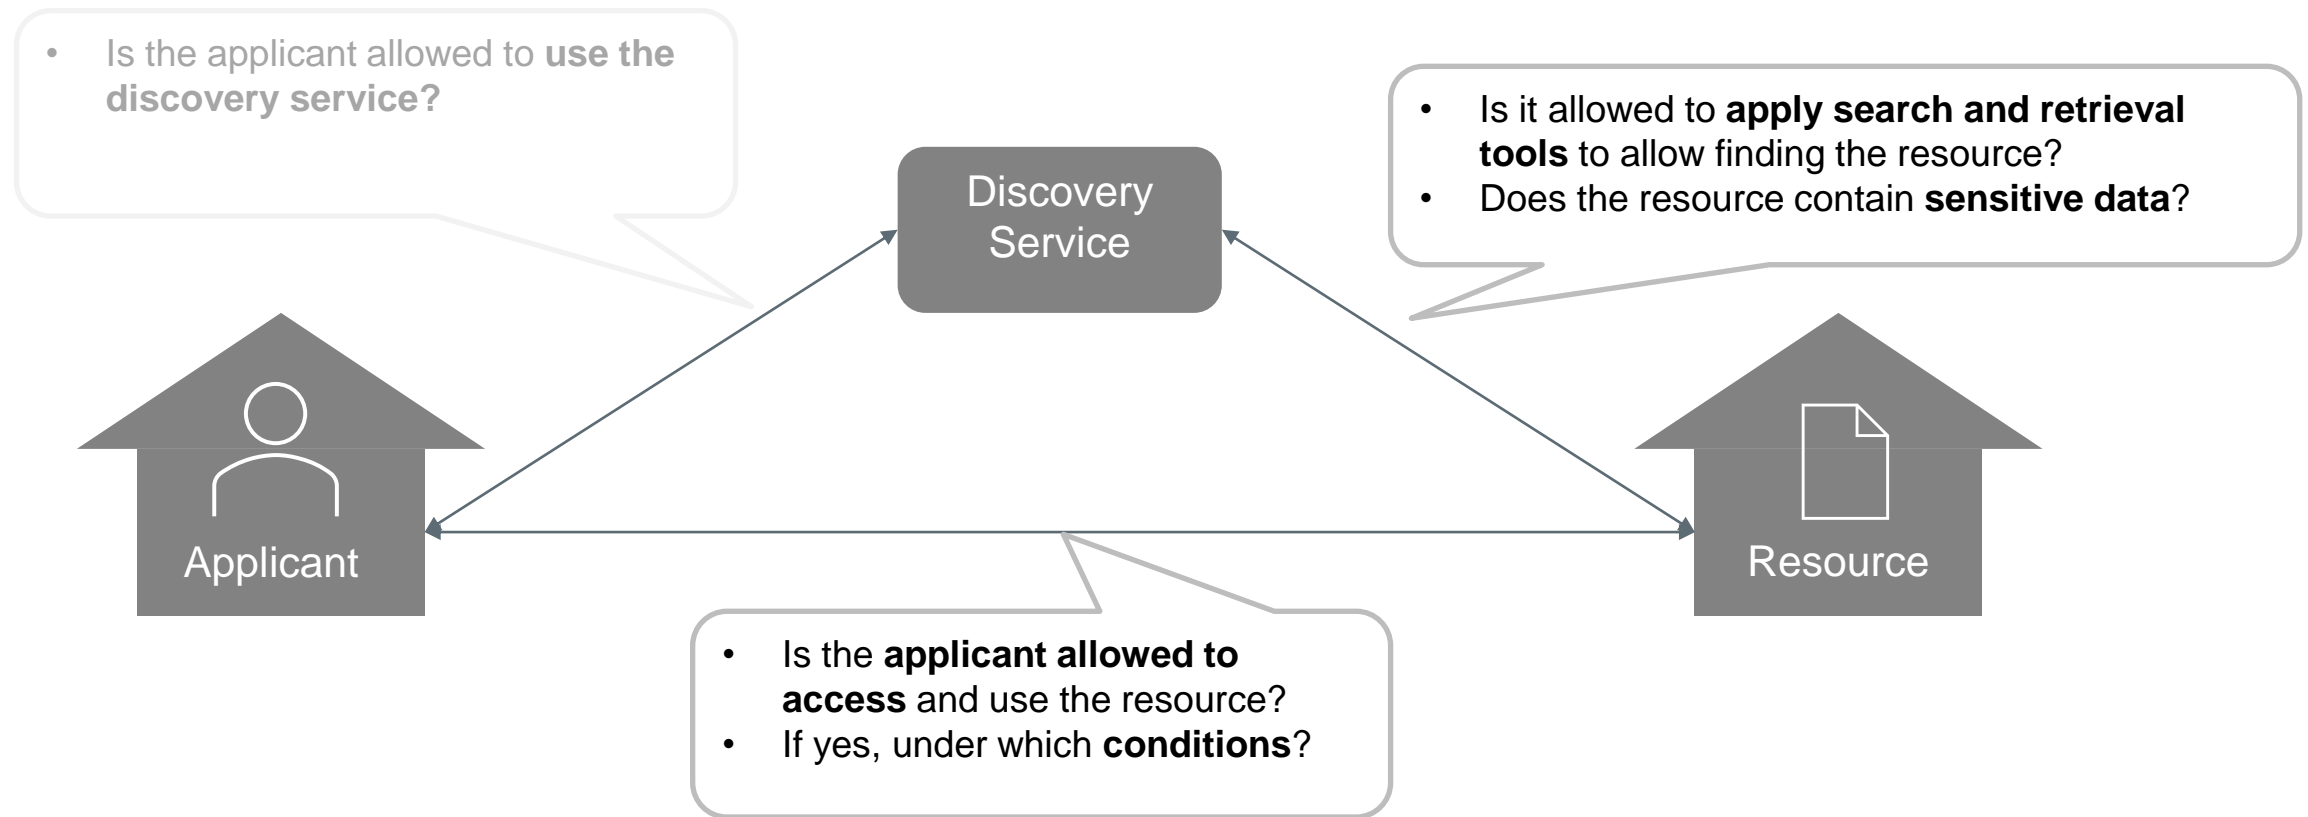 • Is the applicant allowed to use the
discovery service?
• Is it allowed to apply search and retrieval
tools to allow finding the resource?
• Does the resource contain sensitive data?
Discovery
Service
Applicant
Resource
• Is the applicant allowed to
access and use the resource?
• If yes, under which conditions?